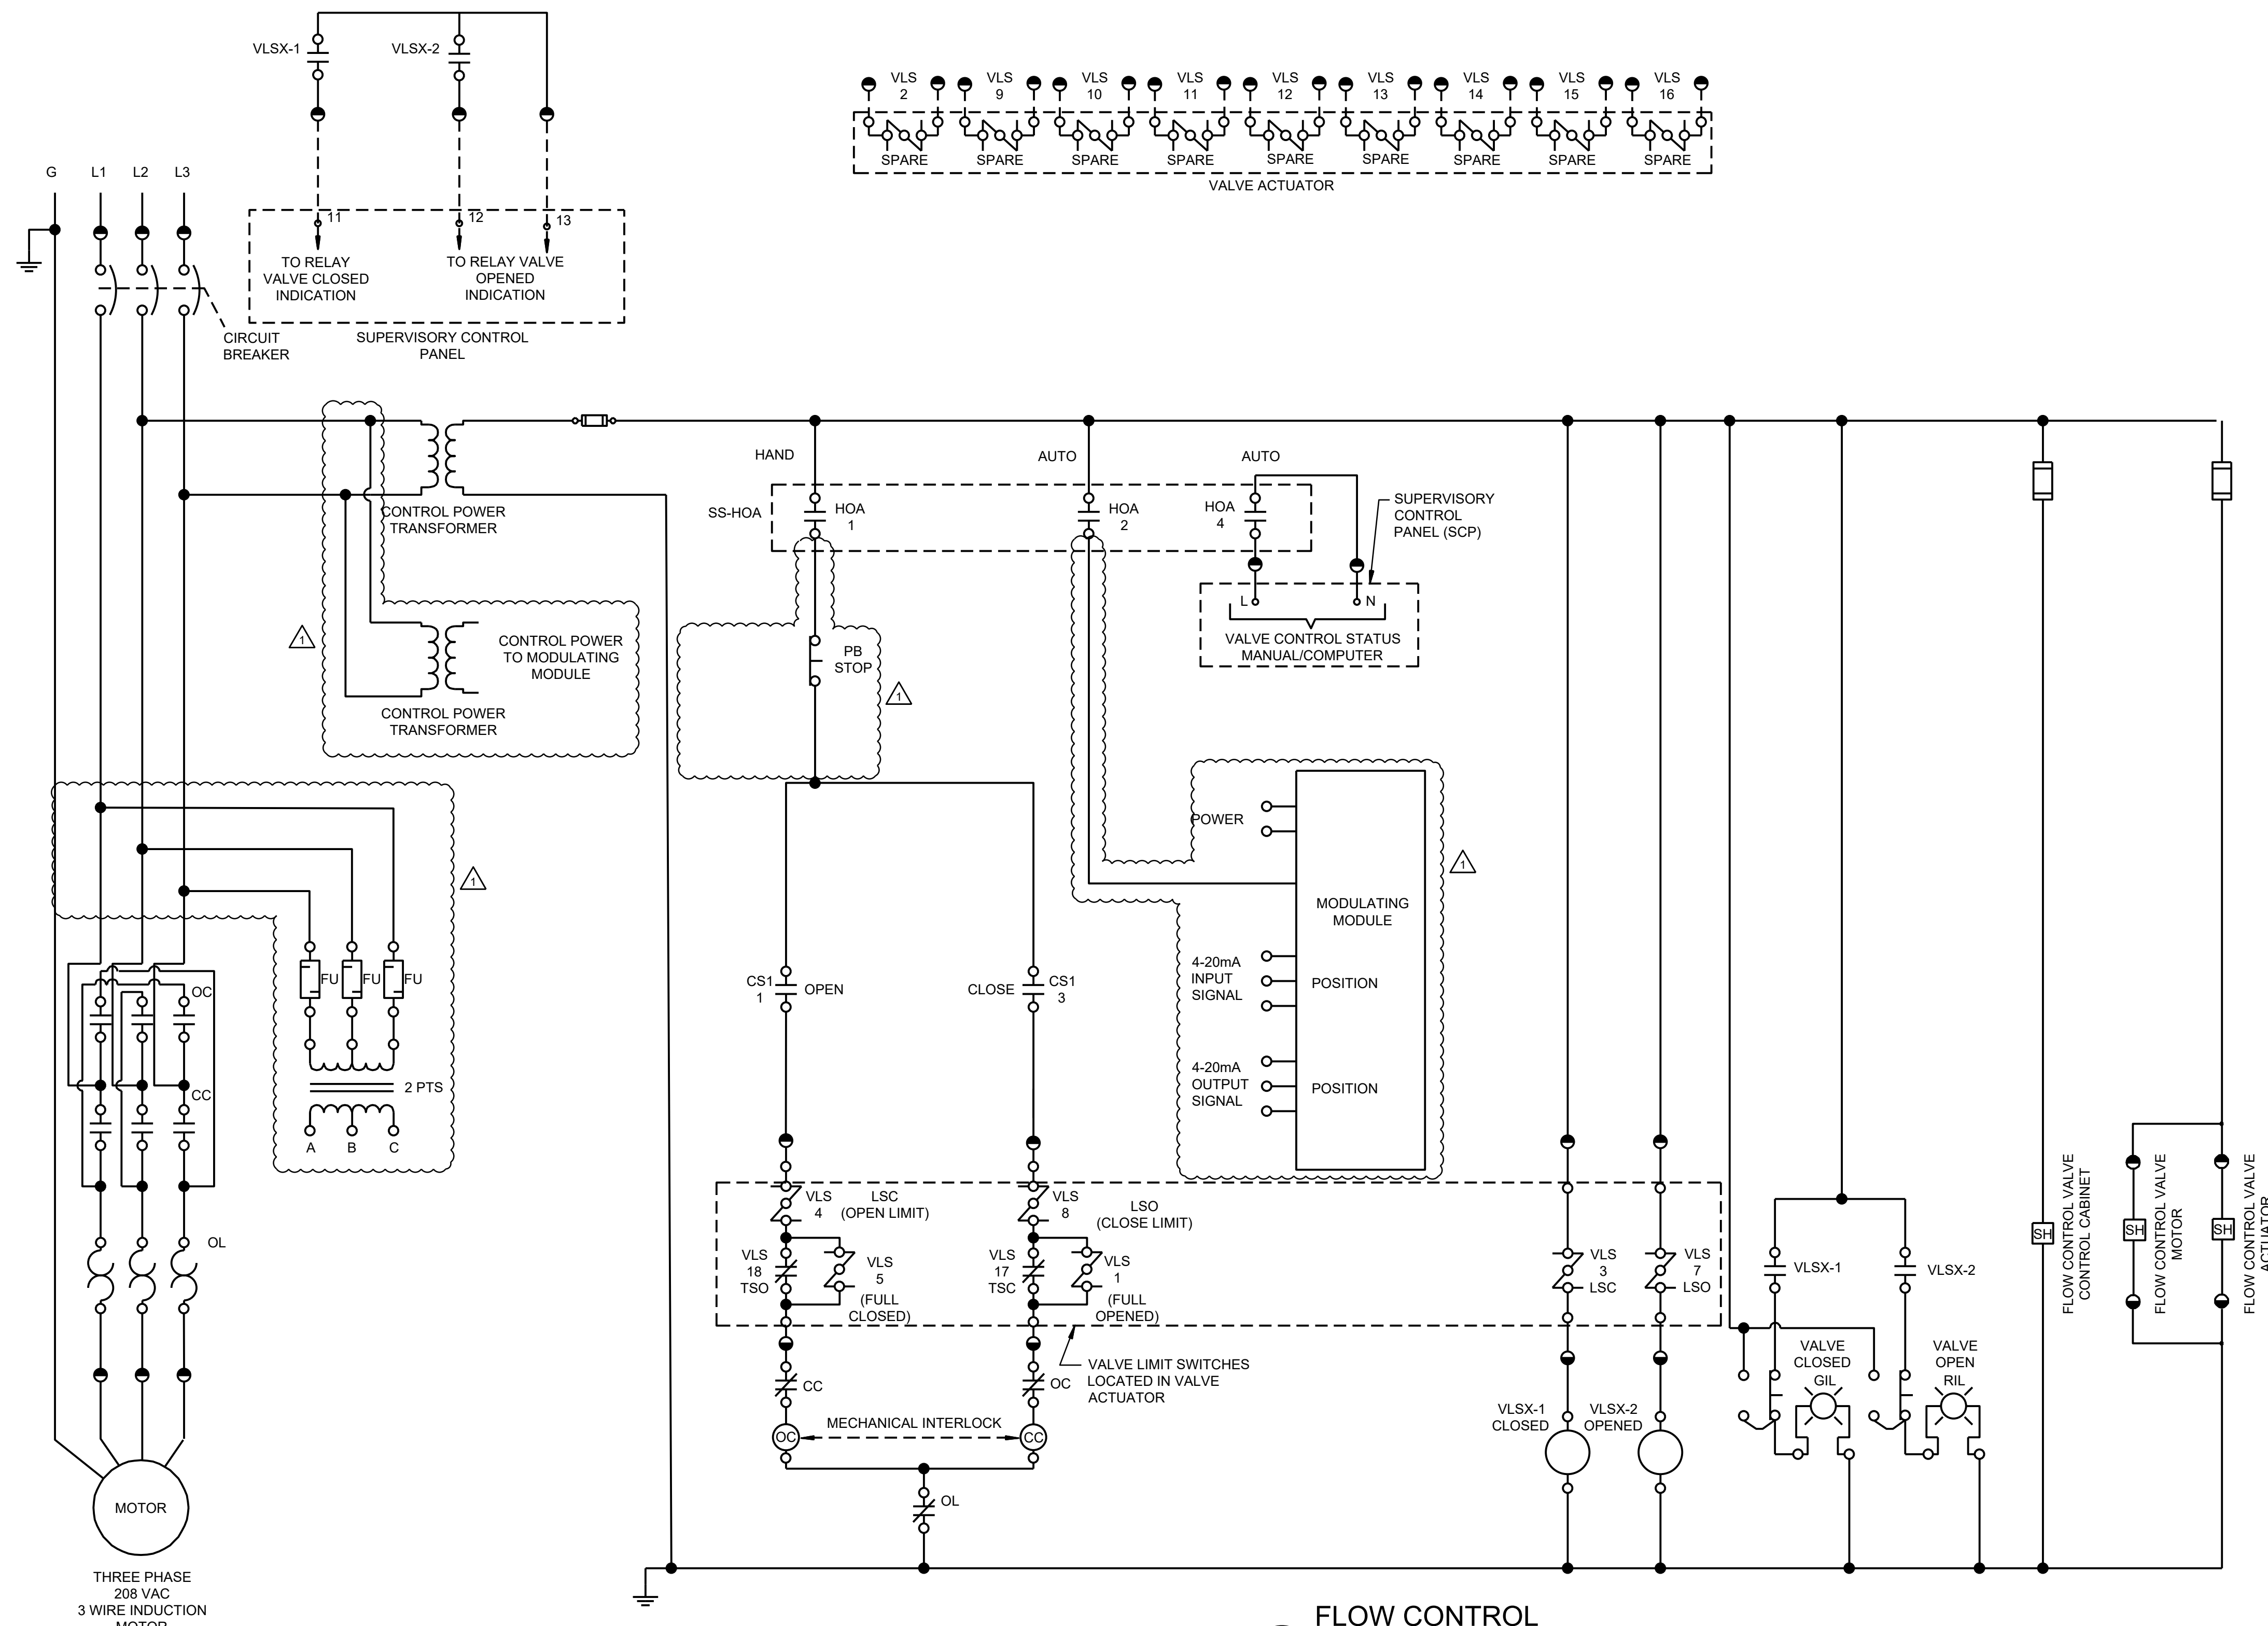 VLSX-1
VLSX-2
VLS
2
VLS
9
VLS
10
VLS
11
VLS
12
VLS
13
VLS
14
VLS
15
VLS
16
SPARE
SPARE
SPARE
SPARE
SPARE
SPARE
SPARE
SPARE
SPARE
VALVE ACTUATOR
G
L1
L2
L3
11
12
13
TO RELAY
VALVE CLOSED
INDICATION
TO RELAY VALVE
OPENED
INDICATION
SUPERVISORY CONTROL
PANEL
CIRCUIT
BREAKER
CONTROL POWER
TRANSFORMER
CONTROL POWER
TO MODULATING
MODULE
CONTROL POWER
TRANSFORMER
1
HAND
AUTO
AUTO
SS-HOA
HOA
1
HOA
2
HOA
4
SUPERVISORY
CONTROL
PANEL (SCP)
L
N
VALVE CONTROL STATUS
MANUAL/COMPUTER
PB
STOP
1
POWER
MODULATING
MODULE
4-20mA
INPUT
SIGNAL
POSITION
4-20mA
OUTPUT
SIGNAL
POSITION
1
1
FU
FU
FU
2 PTS
A
B
C
OC
CC
OL
CS1
1
OPEN
CLOSE
CS1
3
VLS
4
LSC
(OPEN LIMIT)
VLS
8
LSO
(CLOSE LIMIT)
VLS
18
TSO
VLS
5
(FULL
CLOSED)
VLS
17
TSC
VLS
1
(FULL
OPENED)
VLS
3
LSC
VLS
7
LSO
VLSX-1
VLSX-2
VALVE LIMIT SWITCHES
LOCATED IN VALVE
ACTUATOR
CC
OC
MECHANICAL INTERLOCK
OC
CC
OL
VLSX-1
CLOSED
VLSX-2
OPENED
VALVE
CLOSED
GIL
VALVE
OPEN
RIL
SH
FLOW CONTROL VALVE
CONTROL CABINET
SH
FLOW CONTROL VALVE
MOTOR
SH
FLOW CONTROL VALVE
ACTUATOR
MOTOR
THREE PHASE
208 VAC
3 WIRE INDUCTION
MOTOR
FLOW CONTROL